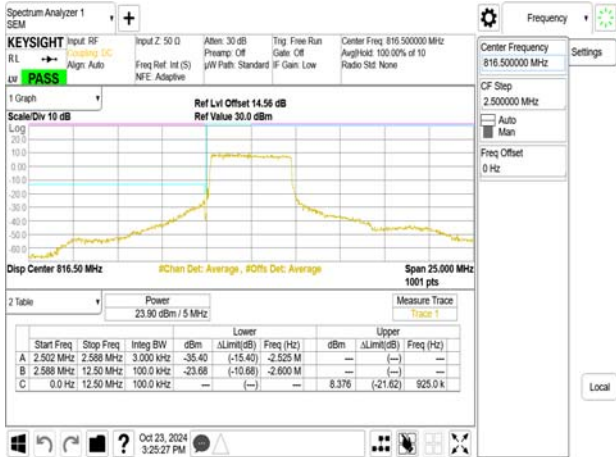 Spectrum Analyzer 1
SEM
+
Frequency
KEYSIGHT Input: RF Input Z: 50 Ω Atten: 30 dB Trig: Free Run Center Freq: 816.500000 MHz
RL Coupling: DC Preamp: Off Gate: Off Avg|Hold: 100.00% of 10
Align: Auto Freq Ref: Int (S) µW Path: Standard IF Gain: Low Radio Std: None
NFE: Adaptive
PASS
Center Frequency
816.500000 MHz
Settings
CF Step
2.500000 MHz
Auto
Man
Freq Offset
0 Hz
Local
1 Graph
Ref Lvl Offset 14.56 dB
Scale/Div 10 dB Ref Value 30.0 dBm
Log
20.0
10.0
0.00
-10.0
-20.0
-30.0
-40.0
-50.0
-60.0
Disp Center 816.50 MHz #Chan Det: Average , #Offs Det: Average Span 25.000 MHz
1001 pts
2 Table
Power
23.90 dBm / 5 MHz
Measure Trace
Trace 1
Lower Upper
Start Freq Stop Freq Integ BW dBm ΔLimit(dB) Freq (Hz) dBm ΔLimit(dB) Freq (Hz)
A 2.502 MHz 2.588 MHz 3.000 kHz -35.40 (-15.40) -2.525 M --- (---) ---
B 2.588 MHz 12.50 MHz 100.0 kHz -23.68 (-10.68) -2.600 M --- (---) ---
C 0.0 Hz 12.50 MHz 100.0 kHz --- (---) --- 8.376 (-21.62) 925.0 k
? Oct 23, 2024
3:25:27 PM